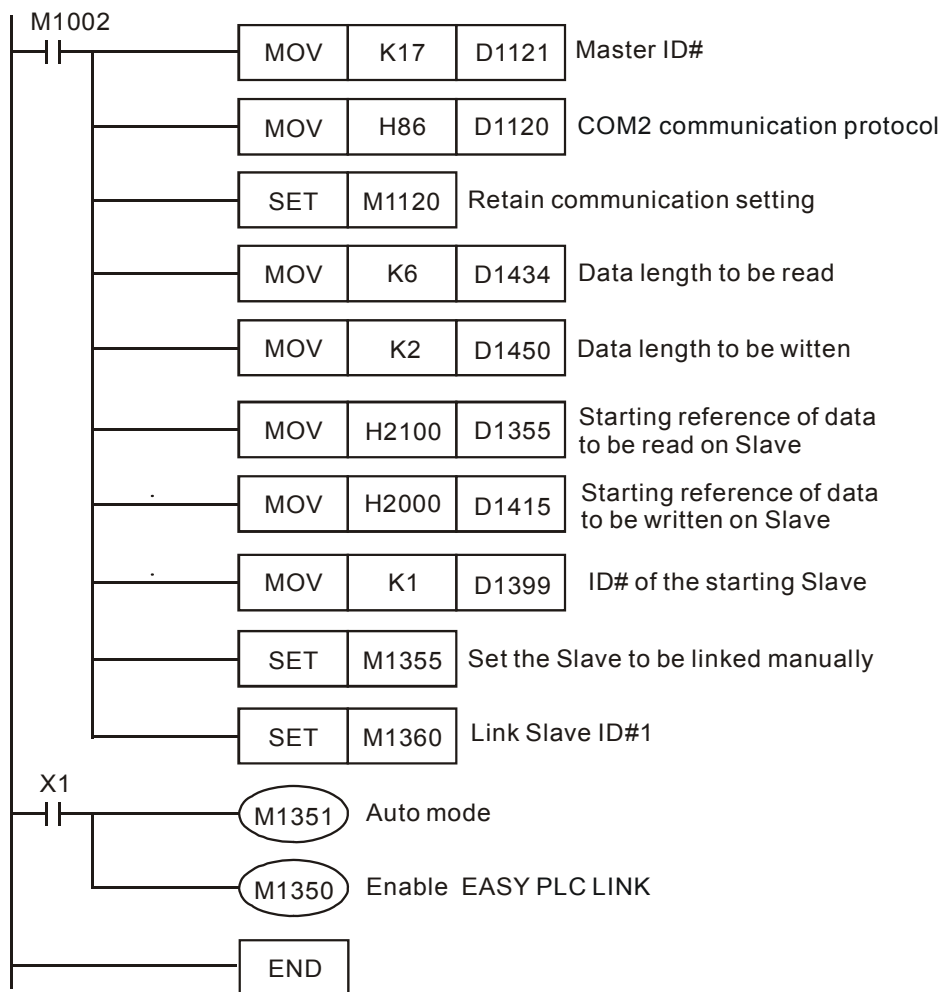 M1002
MOV K17 D1121 Master ID#
MOV H86 D1120 COM2 communication protocol
SET M1120 Retain communication setting
MOV K6 D1434 Data length to be read
MOV K2 D1450 Data length to be witten
MOV H2100 D1355 Starting reference of data
to be read on Slave
MOV H2000 D1415 Starting reference of data
to be written on Slave
MOV K1 D1399 ID# of the starting Slave
SET M1355 Set the Slave to be linked manually
SET M1360 Link Slave ID#1
X1
M1351 Auto mode
M1350 Enable EASY PLC LINK
END